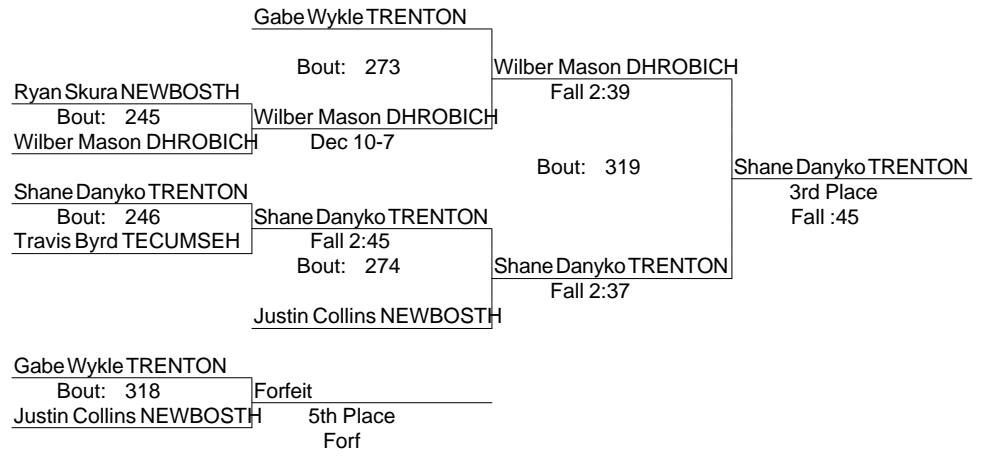 Gabe Wykle TRENTON
Bout: 273
Wilber Mason DHROBICH
Fall 2:39
Ryan Skura NEWBOSTH
Bout: 245
Wilber Mason DHROBICH
Wilber Mason DHROBICH
Dec 10-7
Bout: 319
Shane Danyko TRENTON
3rd Place
Fall :45
Shane Danyko TRENTON
Bout: 246
Travis Byrd TECUMSEH
Shane Danyko TRENTON
Fall 2:45
Bout: 274
Shane Danyko TRENTON
Fall 2:37
Justin Collins NEWBOSTH
Gabe Wykle TRENTON
Bout: 318
Justin Collins NEWBOSTH
Forfeit
5th Place
Forf